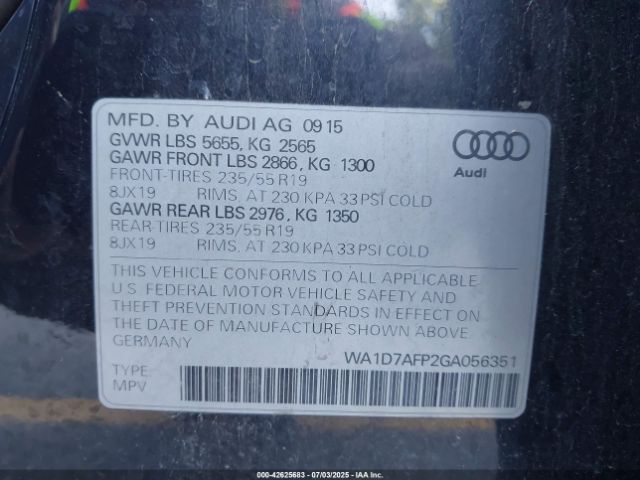 MFD. BY AUDI AG 0915
GVWR LBS 5655, KG 2565
GAWR FRONT LBS 2866, KG 1300
FRONT-TIRES 235/55 R19
8JX19 RIMS, AT 230 KPA 33 PSI COLD
GAWR REAR LBS 2976, KG 1350
REAR-TIRES 235/55 R19
8JX19 RIMS, AT 230 KPA 33 PSI COLD
Audi
THIS VEHICLE CONFORMS TO ALL APPLICABLE
U.S. FEDERAL MOTOR VEHICLE SAFETY AND
THEFT PREVENTION STANDARDS IN EFFECT ON
THE DATE OF MANUFACTURE SHOWN ABOVE
GERMANY
WA1D7AFP2GA056351
TYPE:
MPV
000-42625683 - 07/03/2025 - IAA Inc.